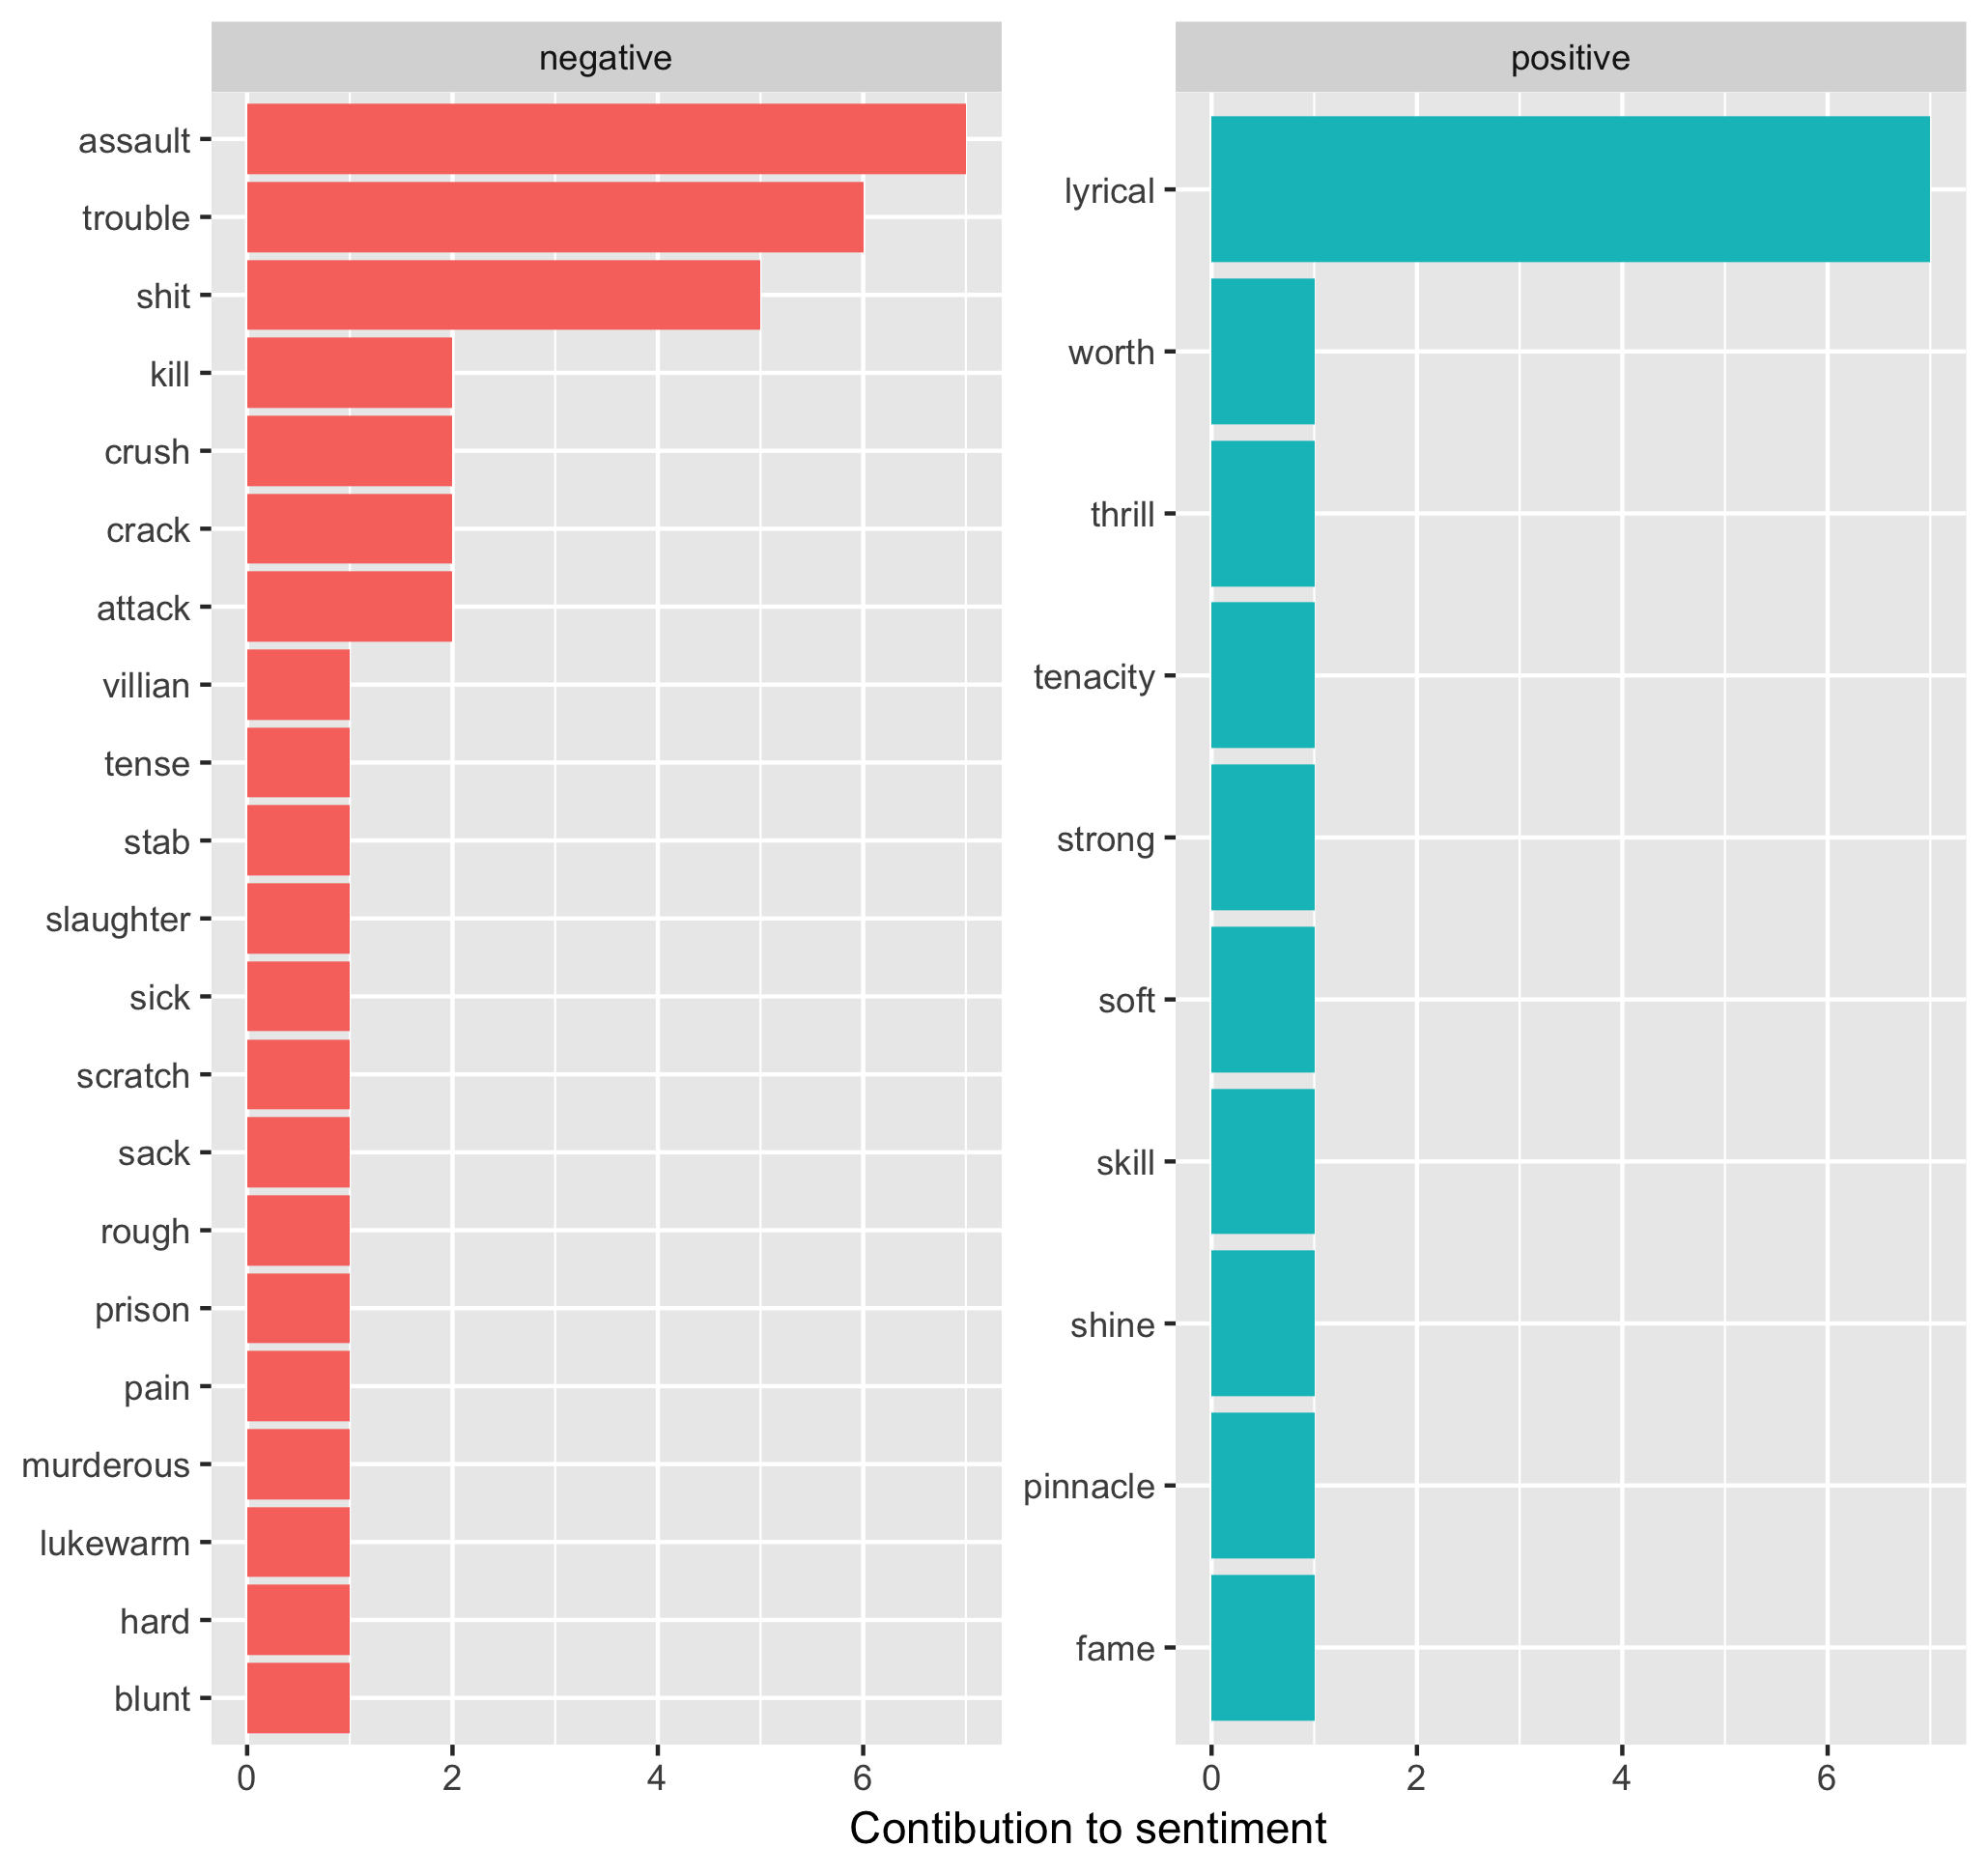 negative
assault
trouble
shit
kill
crush
crack
attack
villian
tense
stab
slaughter
sick
scratch
sack
rough
prison
pain
murderous
lukewarm
hard
blunt
0 2 4 6
positive
lyrical
worth
thrill
tenacity
strong
soft
skill
shine
pinnacle
fame
0 2 4 6
Contibution to sentiment